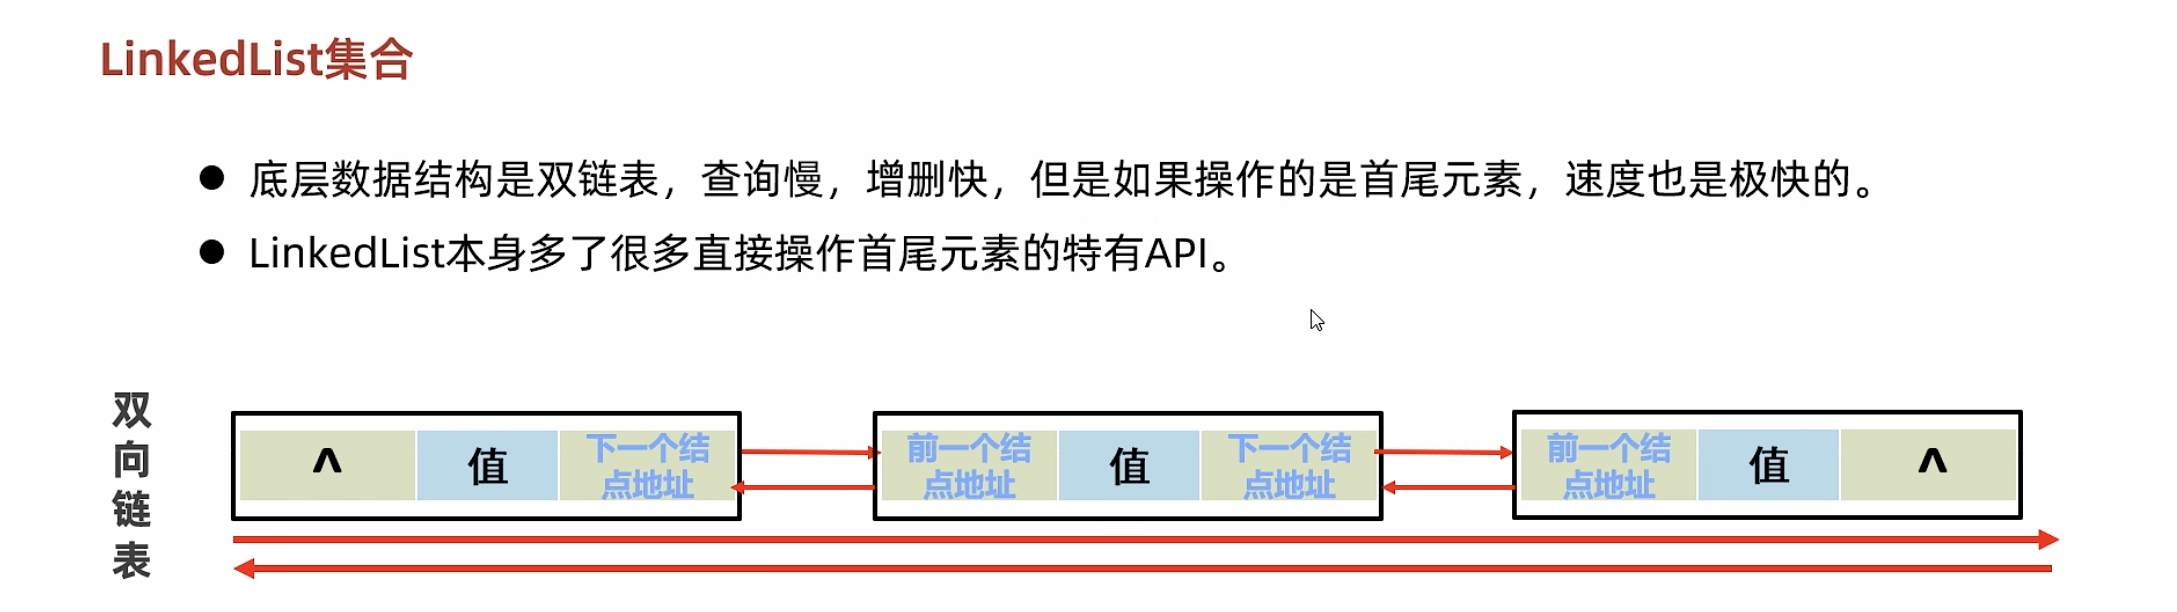 LinkedList集合
底层数据结构是双链表，查询慢，增删快，但是如果操作的是首尾元素，速度也是极快的。
LinkedList本身多了很多直接操作首尾元素的特有API。
双
向
链
表
^
值
下一个结
点地址
前一个结
点地址
值
下一个结
点地址
前一个结
点地址
值
^